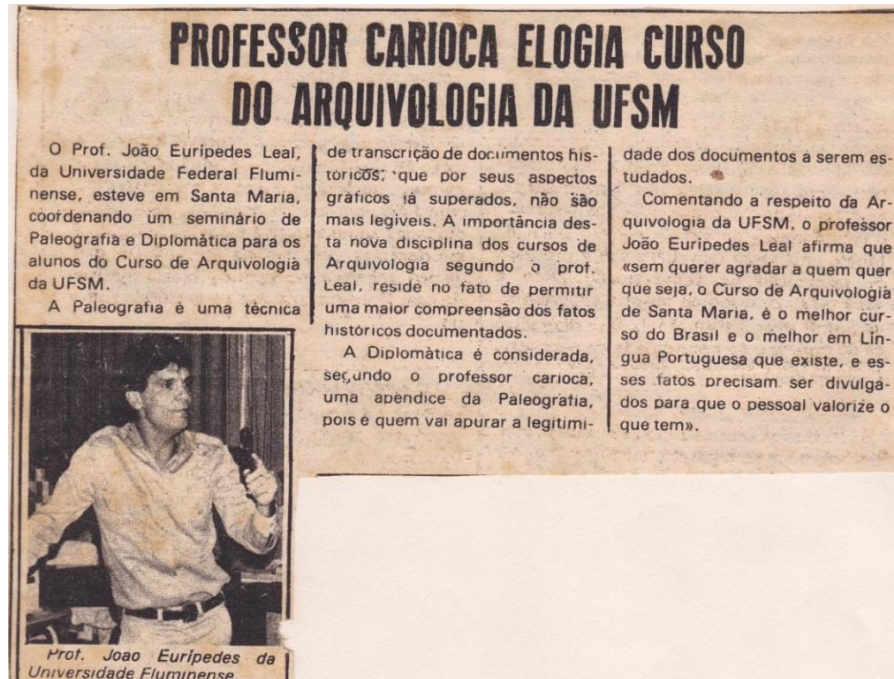 PROFESSOR CARIOCA ELOGIA CURSO
DO ARQUIVOLOGIA DA UFSM
O Prof. João Eurípedes Leal,
da Universidade Federal Flumi-
nense, esteve em Santa Maria,
coordenando um seminário de
Paleografia e Diplomàtica para os
alunos do Curso de Arquivologia
da UFSM.
A Paleografia é uma técnica
de transcrição de documentos his-
tóricos, que por seus aspectos
gráficos já superados, não são
mais legíveis. A importância des-
ta nova disciplina dos cursos de
Arquivologia segundo o prof.
Leal, reside no fato de permitir
uma maior compreensão dos fatos
históricos documentados.
A Diplomàtica é considerada,
segundo o professor carioca,
uma apêndice da Paleografia,
pois é quem vai apurar a legitimi-
dade dos documentos a serem es-
tudados.
Comentando a respeito da Ar-
quivologia da UFSM, o professor
João Eurípedes Leal afirma que
«sem querer agradar a quem quer
que seja, o Curso de Arquivologia
de Santa Maria, é o melhor cur-
so do Brasil e o melhor em Lín-
gua Portuguesa que existe, e es-
ses fatos precisam ser divulga-
dos para que o pessoal valorize o
que tem».
Prof. Joao Eurípedes da
Universidade Fluminense